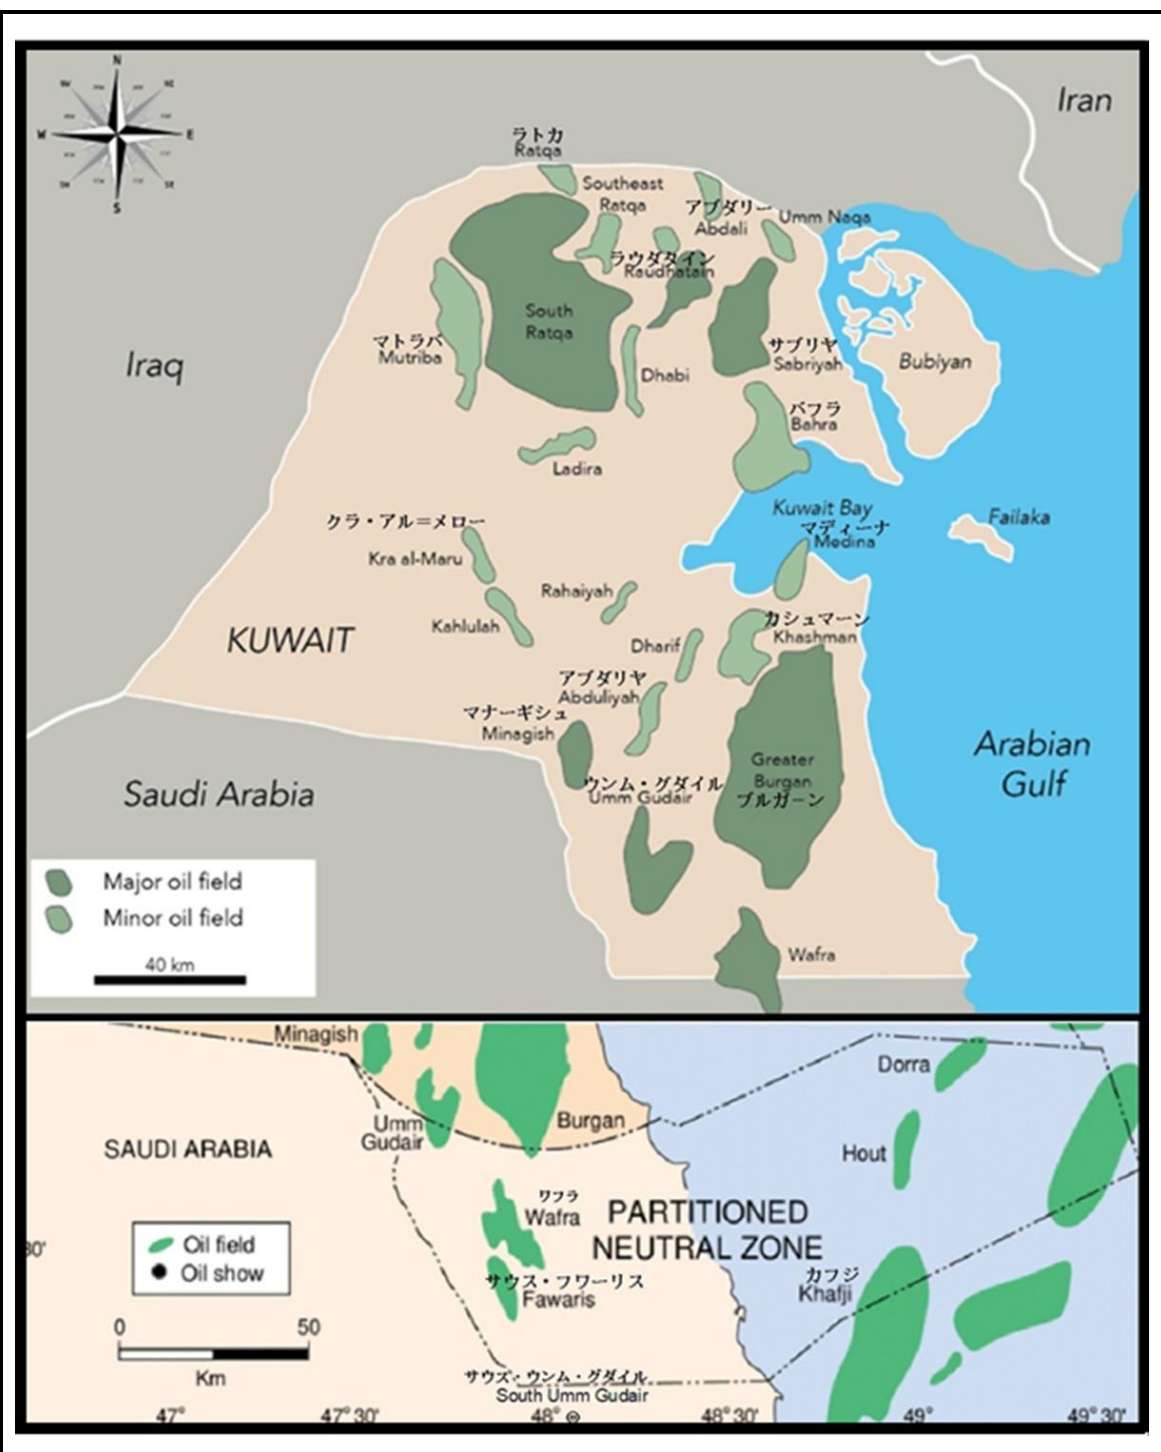 N
W
E
S
Iran
ラトカ
Ratqa
Southeast
Ratqa
アブダリー
Abdali
Umm Naqa
ラウダタイン
Raudhatain
South
Ratqa
Iraq
マトラバ
Mutriba
サブリヤ
Sabriyah
Bubiyan
Dhabi
バフラ
Bahra
Ladira
Kuwait Bay
マディーナ
Medina
Failaka
クラ・アル＝メロー
Kra al-Maru
Rahaiyah
Kahlulah
カシュマーン
Khashman
KUWAIT
Dharif
アブダリヤ
Abduliyah
マナーギシュ
Minagish
Arabian
Gulf
Greater
Burgan
ブルガーン
ウンム・グダイル
Umm Gudair
Saudi Arabia
Major oil field
Minor oil field
40 km
Wafra
Minagish
Dorra
Umm
Gudair
Burgan
SAUDI ARABIA
Hout
ワフラ
Wafra
PARTITIONED
NEUTRAL ZONE
30'
Oil field
Oil show
サウス・フワーリス
Fawaris
カフジ
Khafji
0 50
Km
サウス・ウンム・グダイル
South Umm Gudair
47° 47° 30' 48° 48° 30' 49° 49° 30'